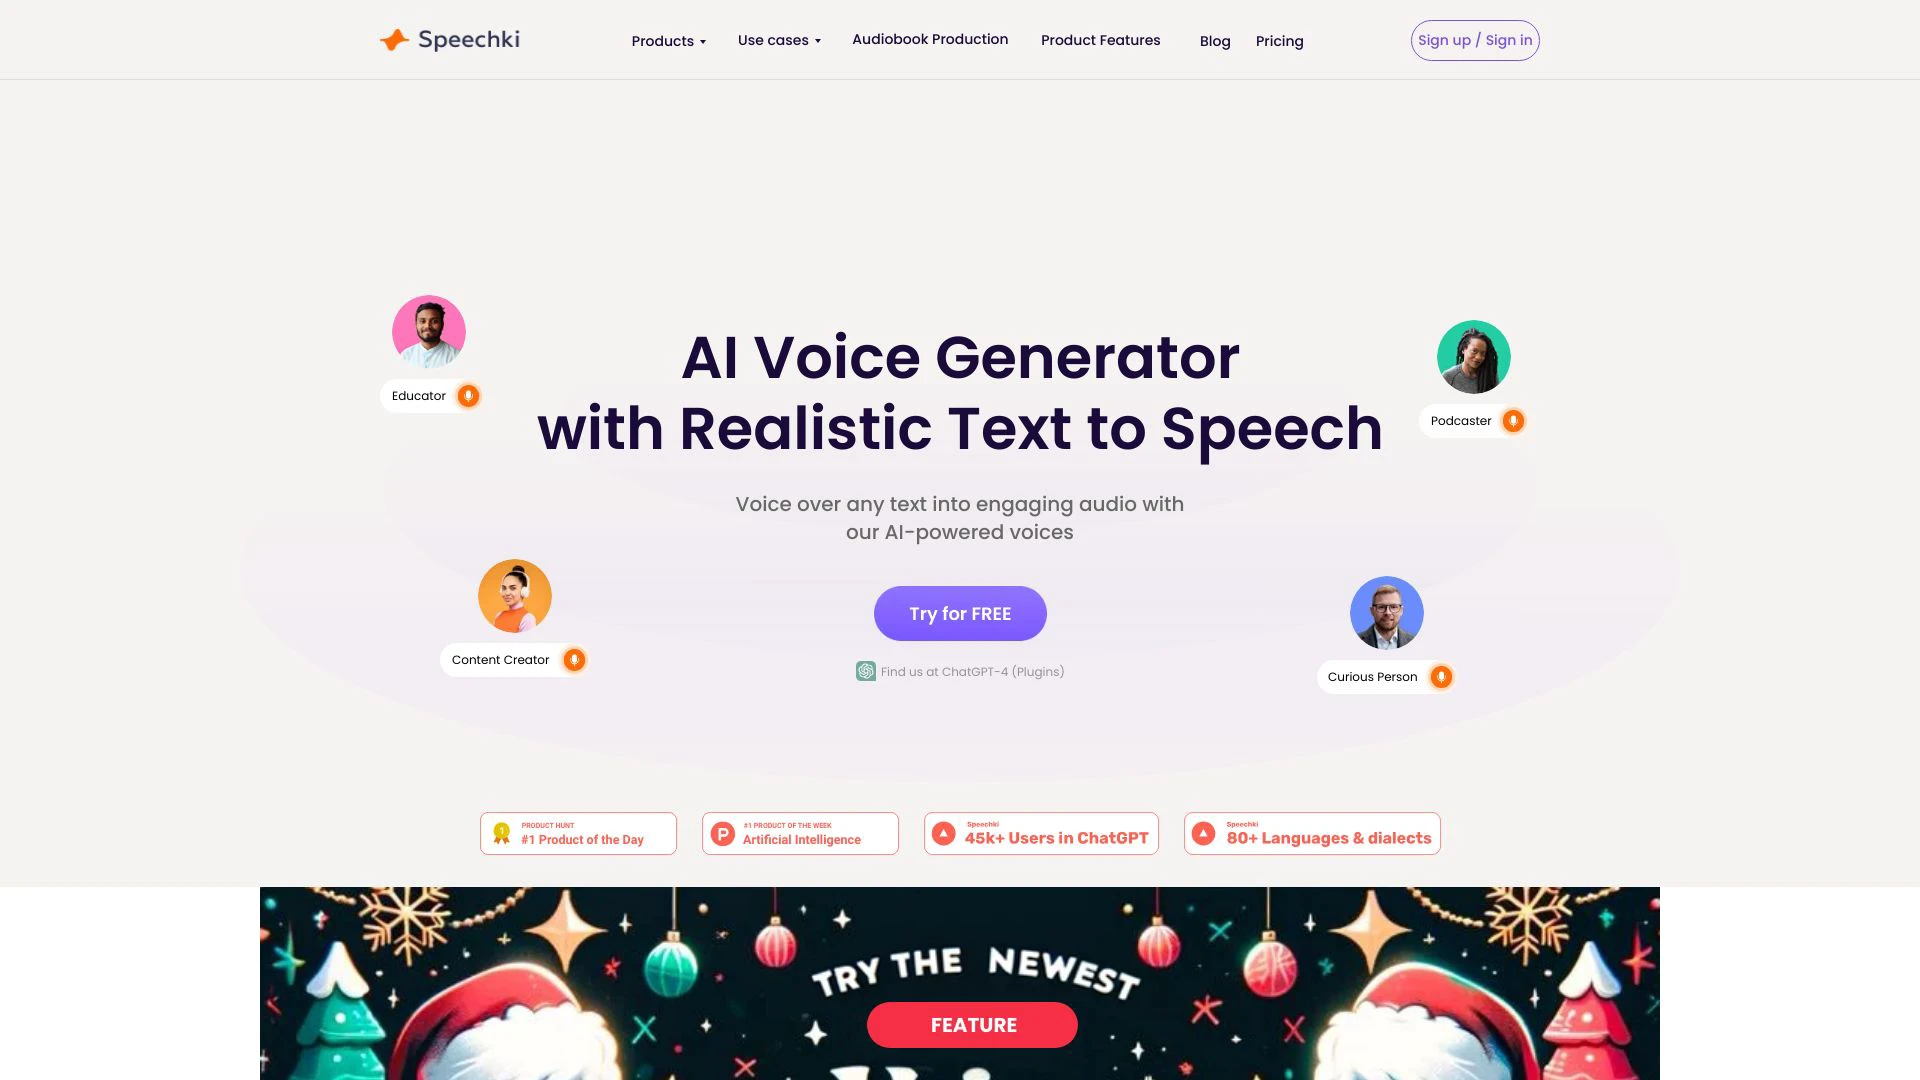 Speechki
Products
Use cases
Audiobook Production
Product Features
Blog
Pricing
Sign up / Sign in
AI Voice Generator
with Realistic Text to Speech
Voice over any text into engaging audio with
our AI-powered voices
Educator
Podcaster
Content Creator
Curious Person
Try for FREE
Find us at ChatGPT-4 (Plugins)
PRODUCT HUNT
#1 Product of the Day
#1 PRODUCT OF THE WEEK
Artificial Intelligence
Speechki
45k+ Users in ChatGPT
Speechki
80+ Languages & dialects
TRY THE NEWEST
FEATURE